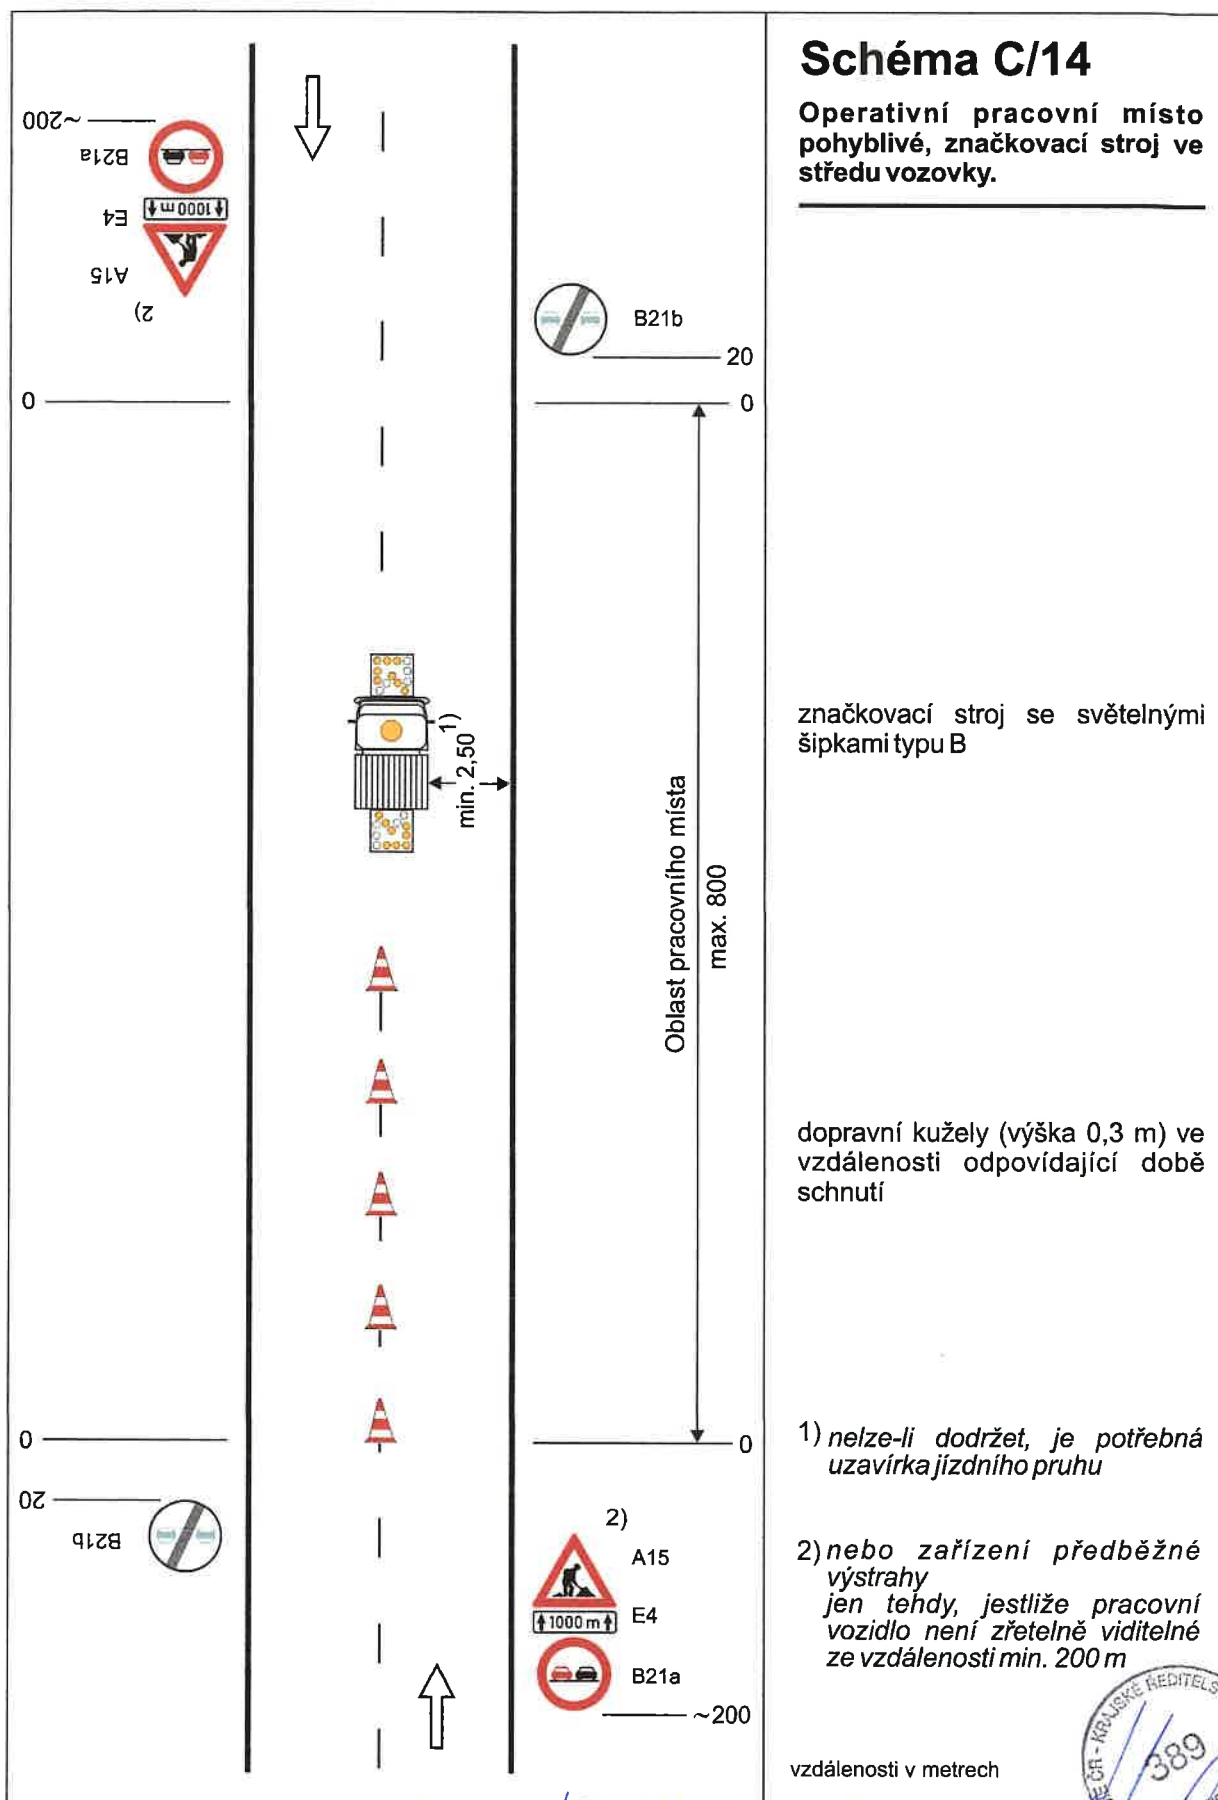 Schéma C/14
Operativní pracovní místo
pohyblivé, značkovací stroj ve
středu vozovky.
~200
B21a
1000 m
E4
A15
2)
B21b
20
0
0
značkovací stroj se světelnými
šipkami typu B
1)
min. 2,50
Oblast pracovního místa
max. 800
dopravní kužely (výška 0,3 m) ve
vzdálenosti odpovídající době
schnutí
0
0
1) nelze-li dodržet, je potřebná
uzavírka jízdního pruhu
20
B21b
2)
A15
1000 m
E4
B21a
~200
2) nebo zařízení předběžné
výstrahy
jen tehdy, jestliže pracovní
vozidlo není zřetelně viditelné
ze vzdálenosti min. 200 m
vzdálenosti v metrech
ČR - KRAJSKÉ ŘEDITELS
389